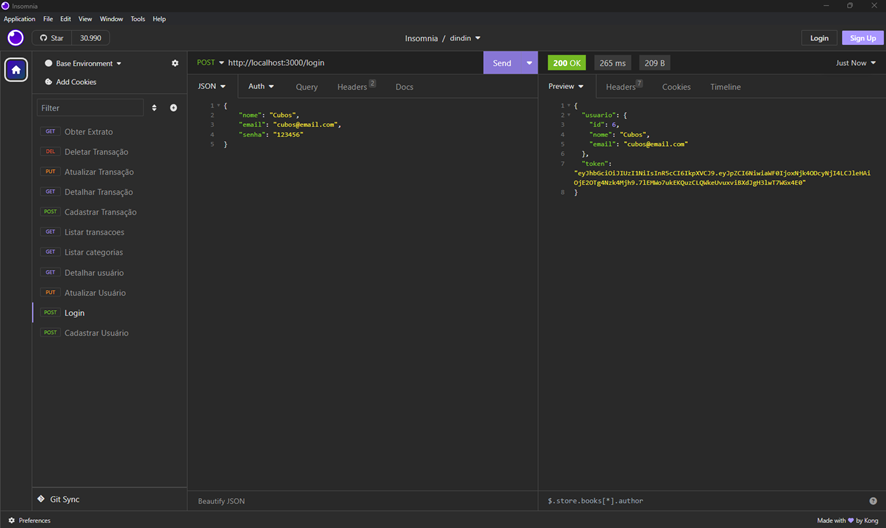 Insomnia
Application File Edit View Window Tools Help
Star 30.990
Insomnia / dindin
Login Sign Up
Base Environment
Add Cookies
Filter
GET Obter Extrato
DEL Deletar Transação
PUT Atualizar Transação
GET Detalhar Transação
POST Cadastrar Transação
GET Listar transacoes
GET Listar categorias
GET Detalhar usuário
PUT Atualizar Usuário
POST Login
POST Cadastrar Usuário
Git Sync
Preferences
POST http://localhost:3000/login Send
JSON Auth Query Headers 2 Docs
1 {
2 "nome": "Cubos",
3 "email": "cubos@email.com",
4 "senha": "123456"
5 }
Beautify JSON
200 OK 265 ms 209 B Just Now
Preview Headers 7 Cookies Timeline
1 {
2 "usuario": {
3 "id": 6,
4 "nome": "Cubos",
5 "email": "cubos@email.com"
6 },
7 "token":
8 }
$.store.books[*].author
Made with by Kong